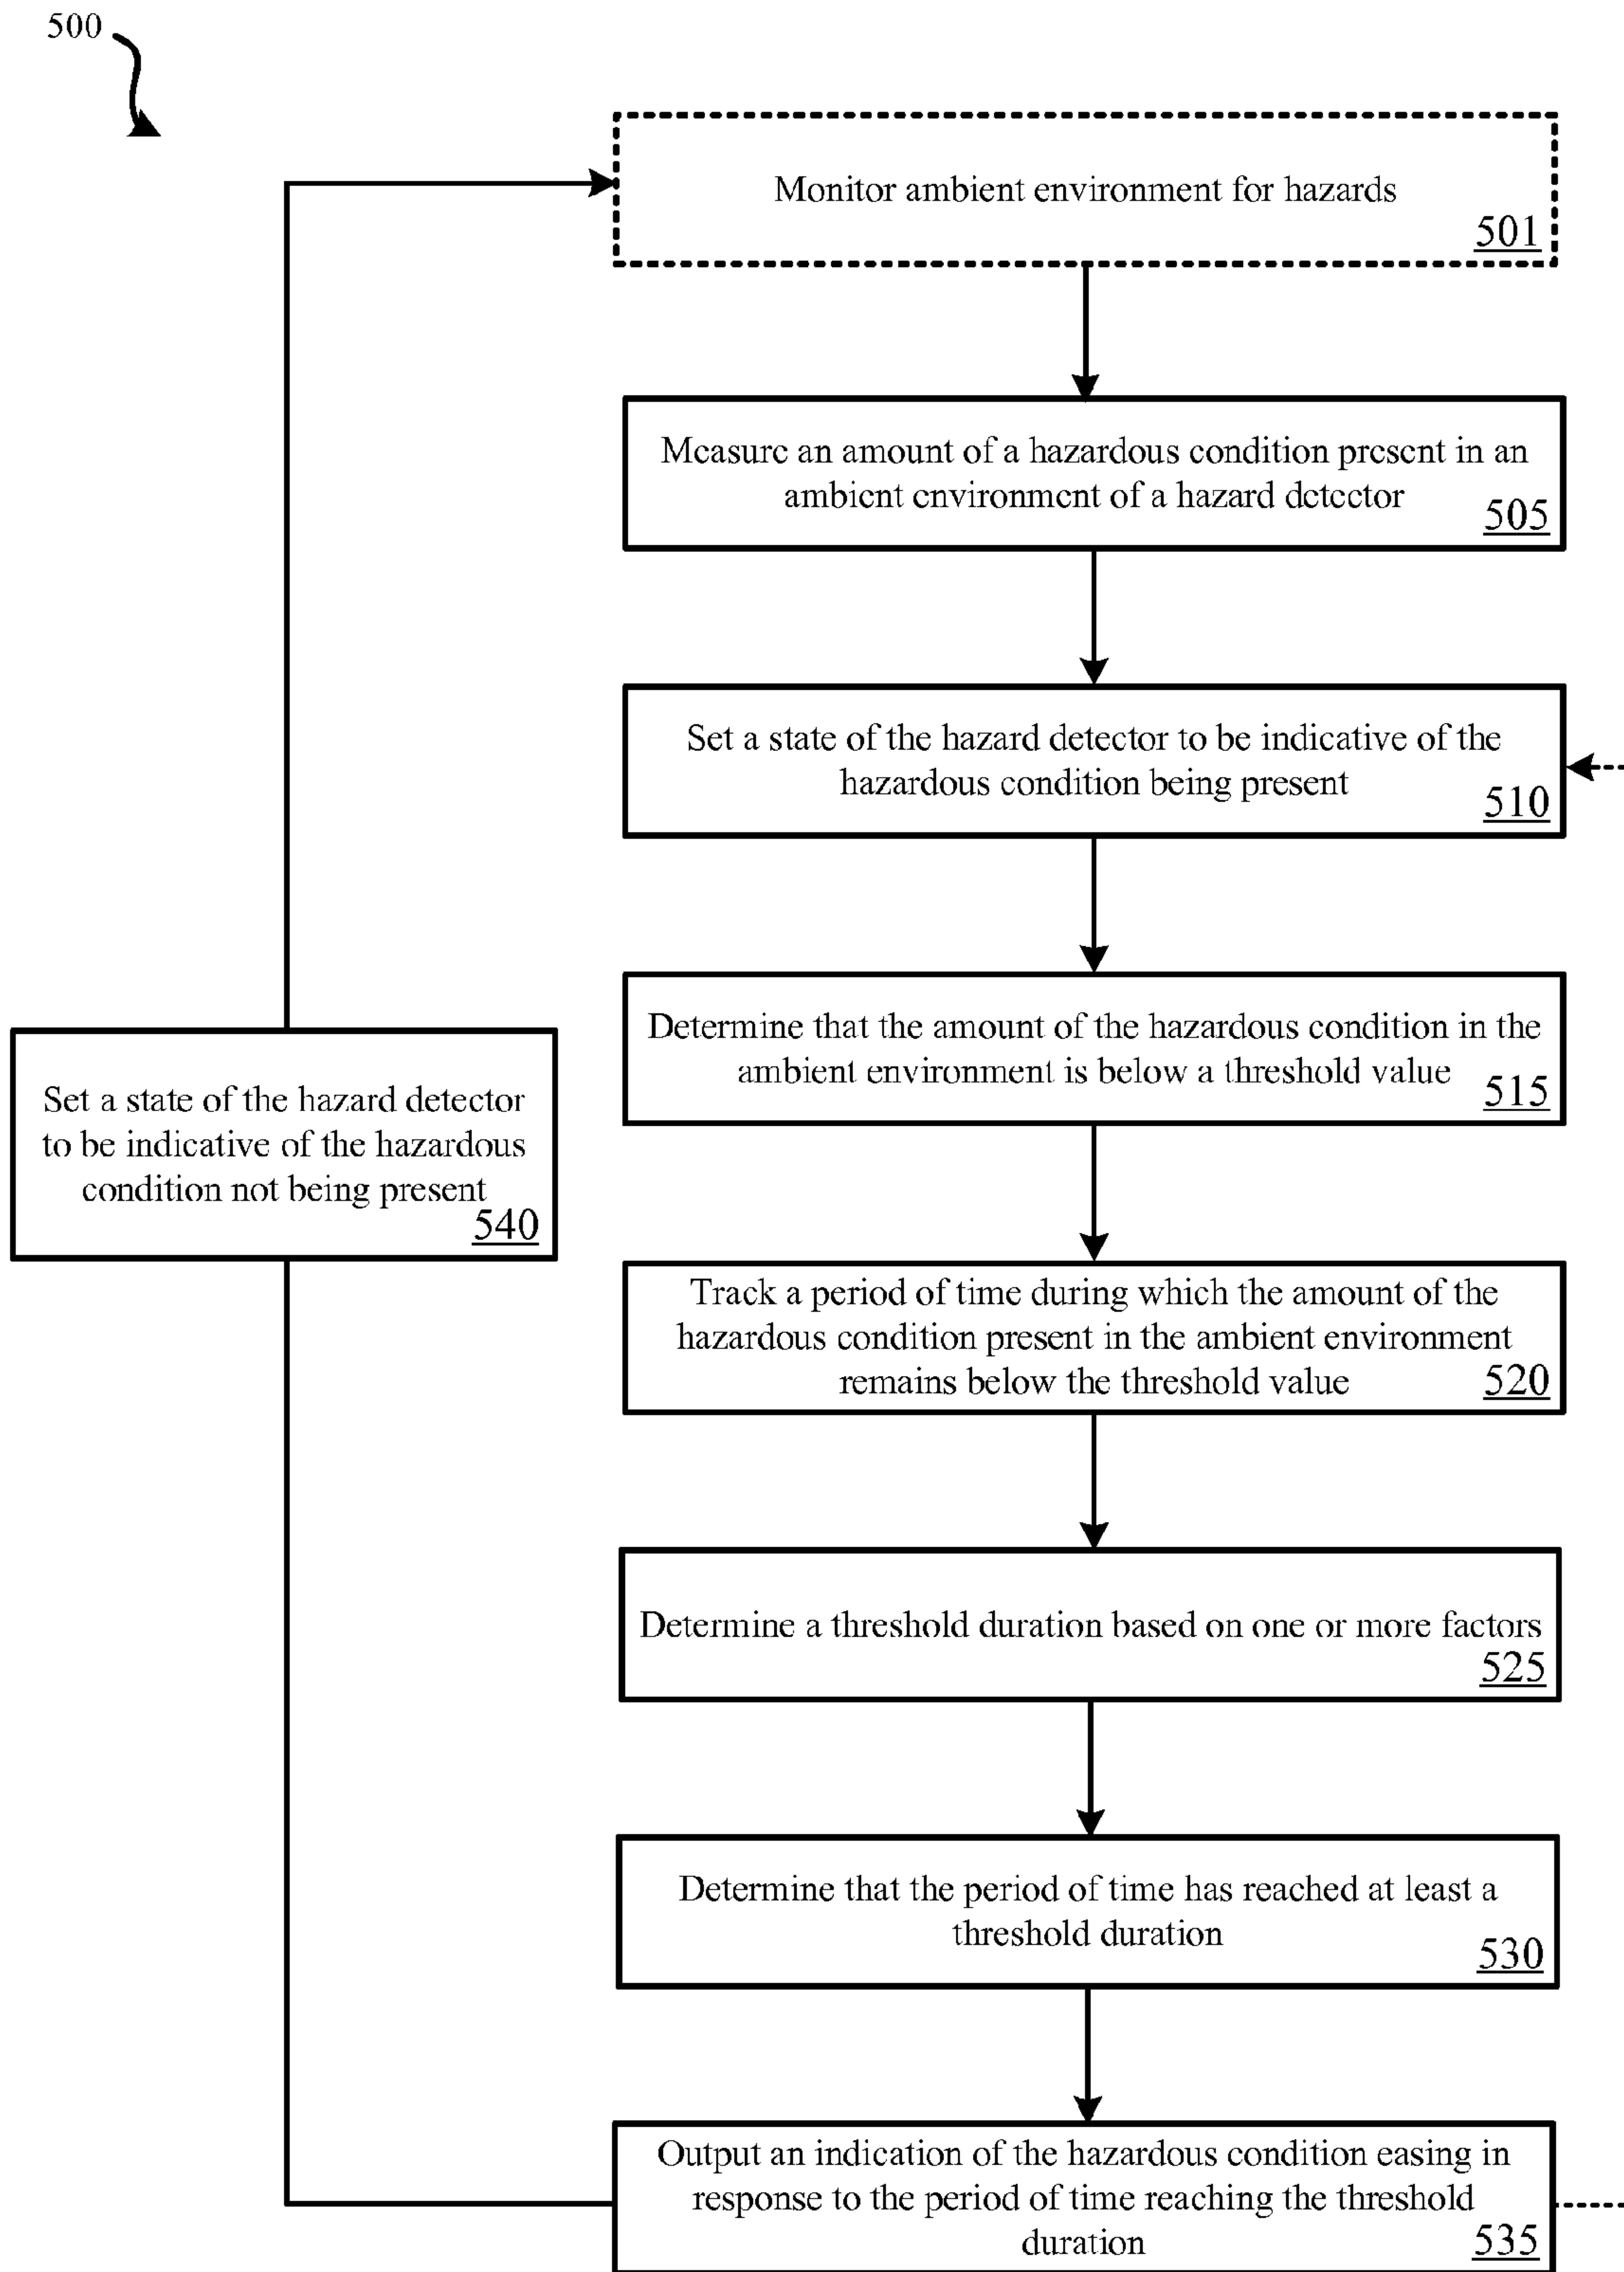 500
Monitor ambient environment for hazards
501
Measure an amount of a hazardous condition present in an
ambient environment of a hazard detector
505
Set a state of the hazard detector to be indicative of the
hazardous condition being present
510
Determine that the amount of the hazardous condition in the
ambient environment is below a threshold value
515
Set a state of the hazard detector
to be indicative of the hazardous
condition not being present
540
Track a period of time during which the amount of the
hazardous condition present in the ambient environment
remains below the threshold value
520
Determine a threshold duration based on one or more factors
525
Determine that the period of time has reached at least a
threshold duration
530
Output an indication of the hazardous condition easing in
response to the period of time reaching the threshold
duration
535